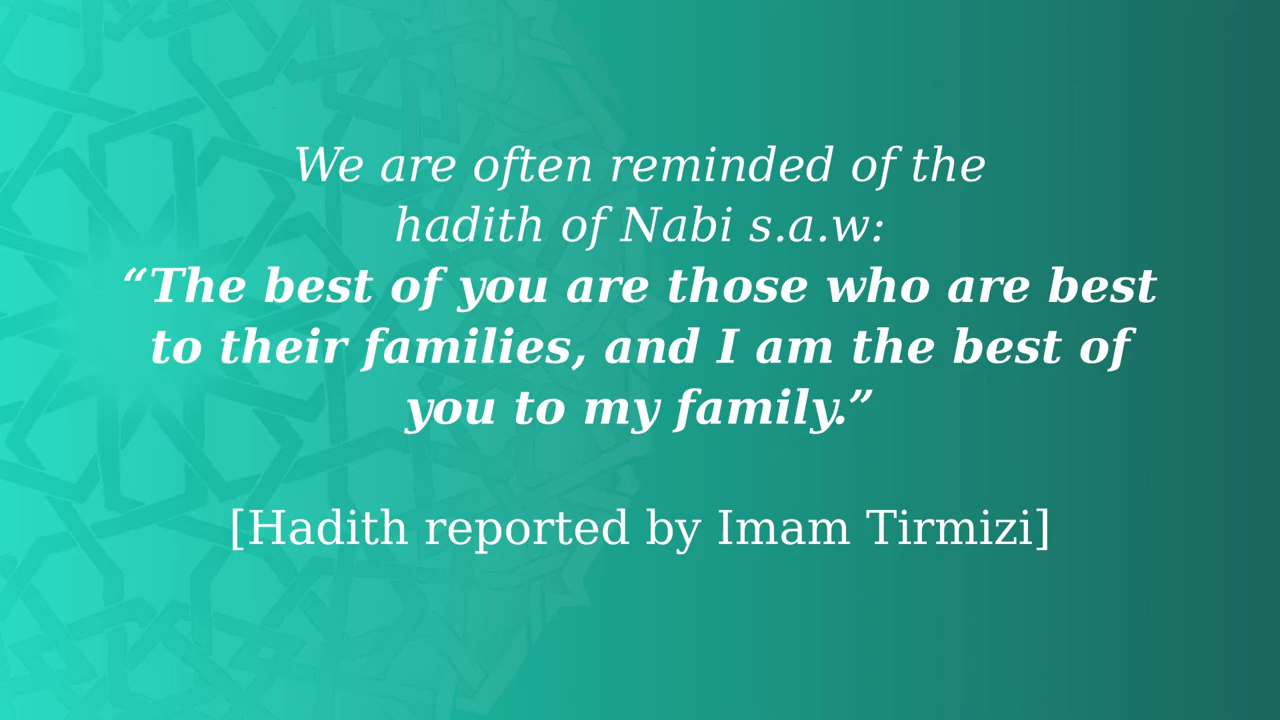 We are often reminded of the
hadith of Nabi s.a.w:
“The best of you are those who are best
to their families, and I am the best of
you to my family.”
[Hadith reported by Imam Tirmizi]